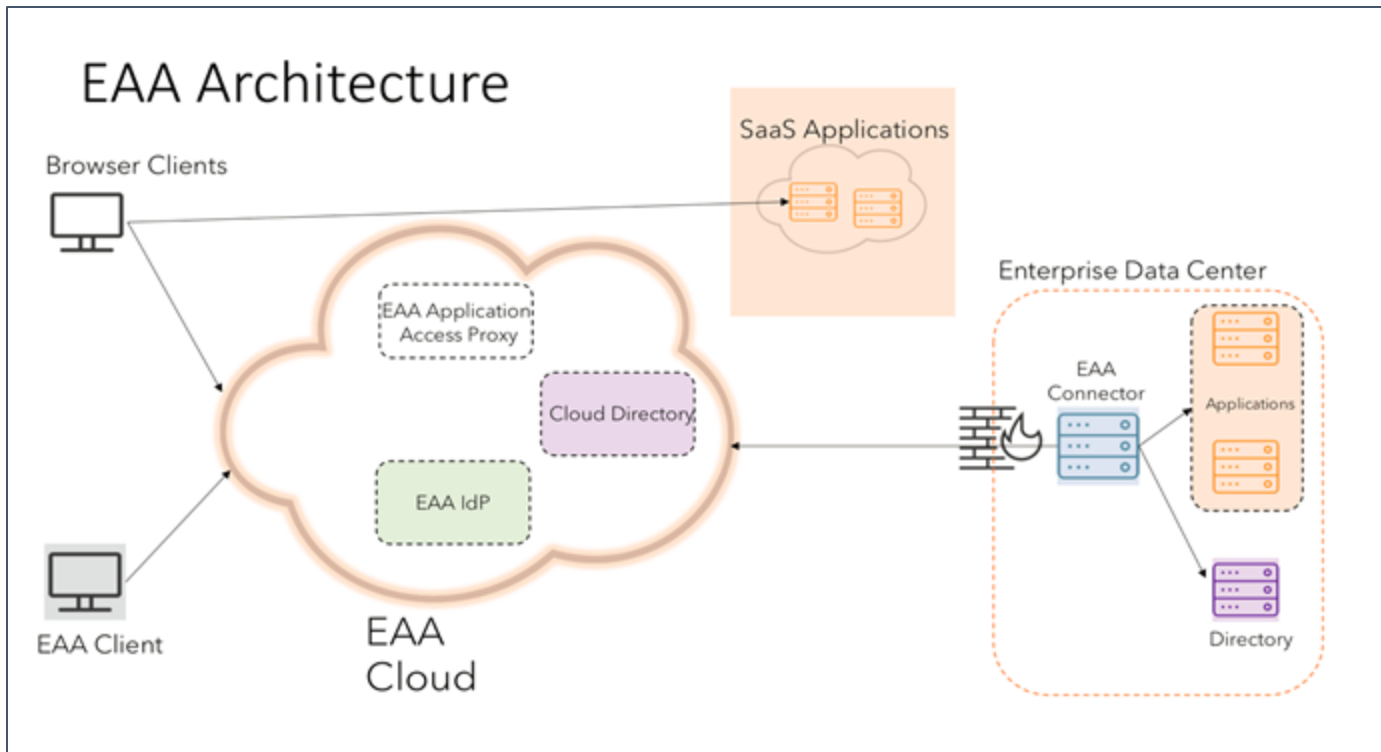 EAA Architecture
Browser Clients
SaaS Applications
Enterprise Data Center
EAA Application
Access Proxy
EAA
Connector
Applications
Cloud Directory
EAA IdP
EAA Client
EAA
Cloud
Directory